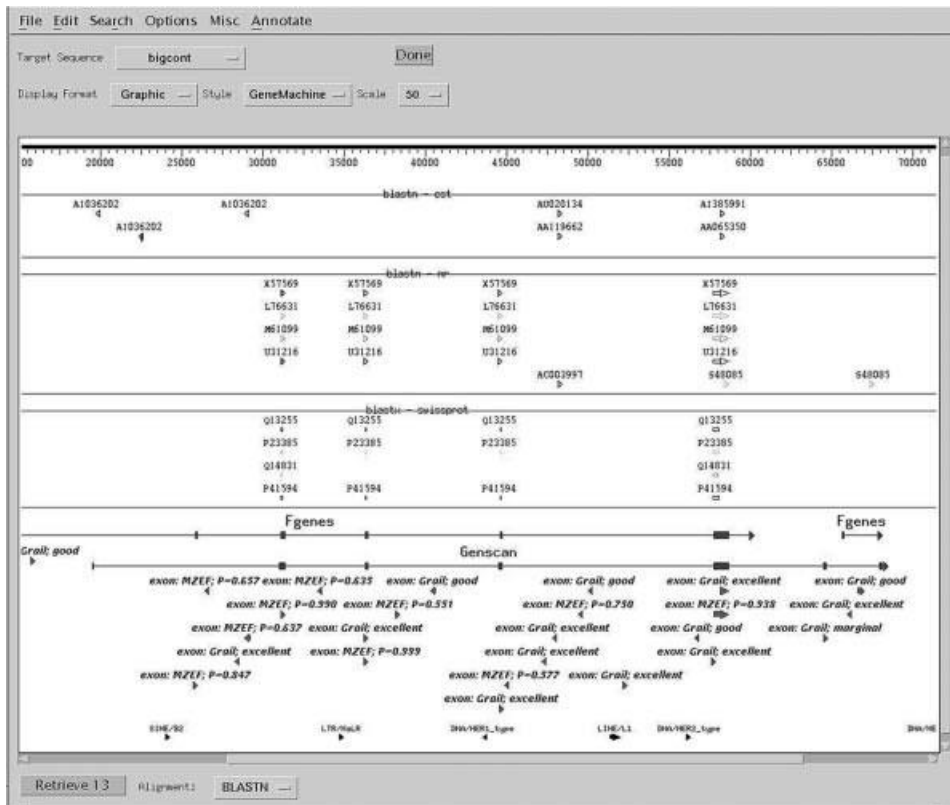 File Edit Search Options Misc Annotate
Target Sequence bigcont Done
Display Format Graphic Style GeneMachine Scale 50
00 20000 25000 30000 35000 40000 45000 50000 55000 60000 65000 70000
blastn - est
A1036202 A1036202 AU020134 A1385991
A1036202 AA119662 AA065350
blastn - nr
X57569 X57569 X57569 X57569
L76631 L76631 L76631 L76631
M61099 M61099 M61099 M61099
U31216 U31216 U31216 U31216
AC003997 S48085 S48085
blastx - swissprot
Q13255 Q13255 Q13255 Q13255
P23385 P23385 P23385 P23385
Q14831 Q14831
P41594 P41594 P41594 P41594
Fgenes Fgenes
Grail; good Genscan
exon: MZEF; P=0.657 exon: MZEF; P=0.635 exon: Grail; good exon: Grail; good exon: Grail; excellent exon: Grail; good
exon: MZEF; P=0.990 exon: MZEF; P=0.551 exon: MZEF; P=0.750 exon: MZEF; P=0.938 exon: Grail; excellent
exon: MZEF; P=0.637 exon: Grail; excellent exon: Grail; excellent exon: Grail; good exon: Grail; marginal
exon: Grail; excellent exon: MZEF; P=0.999 exon: Grail; excellent exon: Grail; excellent
exon: MZEF; P=0.847 exon: MZEF; P=0.577 exon: Grail; excellent
exon: Grail; excellent
SINE/B2 LTR/MaLR DNA/MER1_type LINE/L1 DNA/MER2_type DNA/ME
Retrieve 13 Alignment: BLASTN